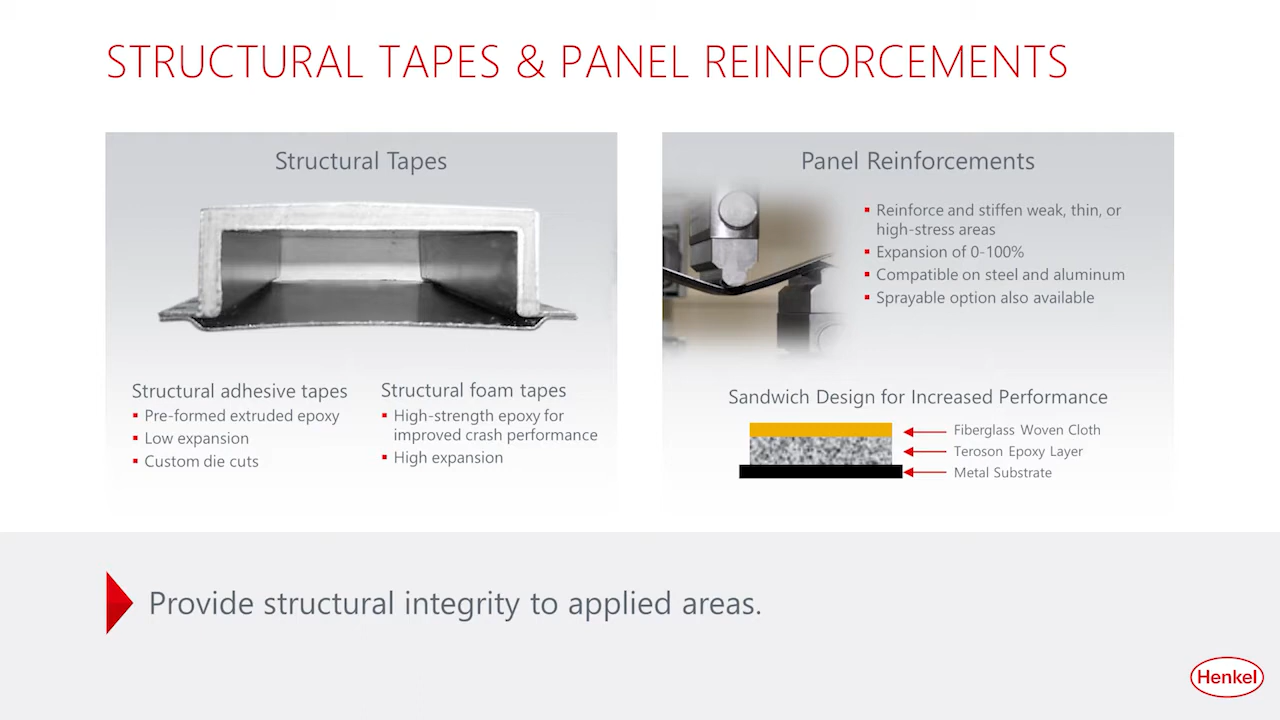 STRUCTURAL TAPES & PANEL REINFORCEMENTS
Structural Tapes
Structural adhesive tapes
Pre-formed extruded epoxy
Low expansion
Custom die cuts
Structural foam tapes
High-strength epoxy for
improved crash performance
High expansion
Panel Reinforcements
Reinforce and stiffen weak, thin, or
high-stress areas
Expansion of 0-100%
Compatible on steel and aluminum
Sprayable option also available
Sandwich Design for Increased Performance
Fiberglass Woven Cloth
Teroson Epoxy Layer
Metal Substrate
Provide structural integrity to applied areas.
Henkel